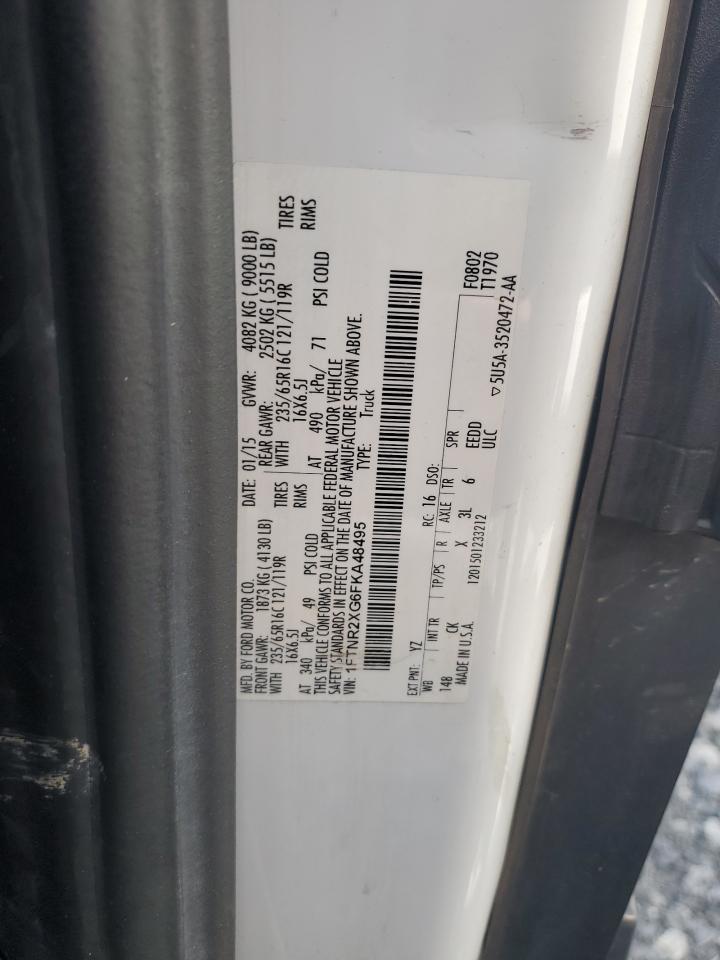 MFD. BY FORD MOTOR CO. DATE: 01/15 GVWR: 4082 KG ( 9000 LB)
FRONT GAWR: 1873 KG ( 4130 LB) REAR GAWR: 2502 KG ( 5515 LB)
WITH 235/65R16C 121/119R TIRES WITH 235/65R16C 121/119R TIRES
16X6.5J RIMS 16X6.5J RIMS
AT 340 kPa/ 49 PSI COLD AT 490 kPa/ 71 PSI COLD
THIS VEHICLE CONFORMS TO ALL APPLICABLE FEDERAL MOTOR VEHICLE
SAFETY STANDARDS IN EFFECT ON THE DATE OF MANUFACTURE SHOWN ABOVE.
VIN: 1FTNR2XG6FKA48495 TYPE: Truck
EXT PNT: YZ RC: 16 DSO: F0802
WB INT TR TP/PS R AXLE TR SPR T1970
148 CK X 3L 6 EEDD
MADE IN U.S.A. 1201501233212 ULC ▽5U5A-3520472-AA